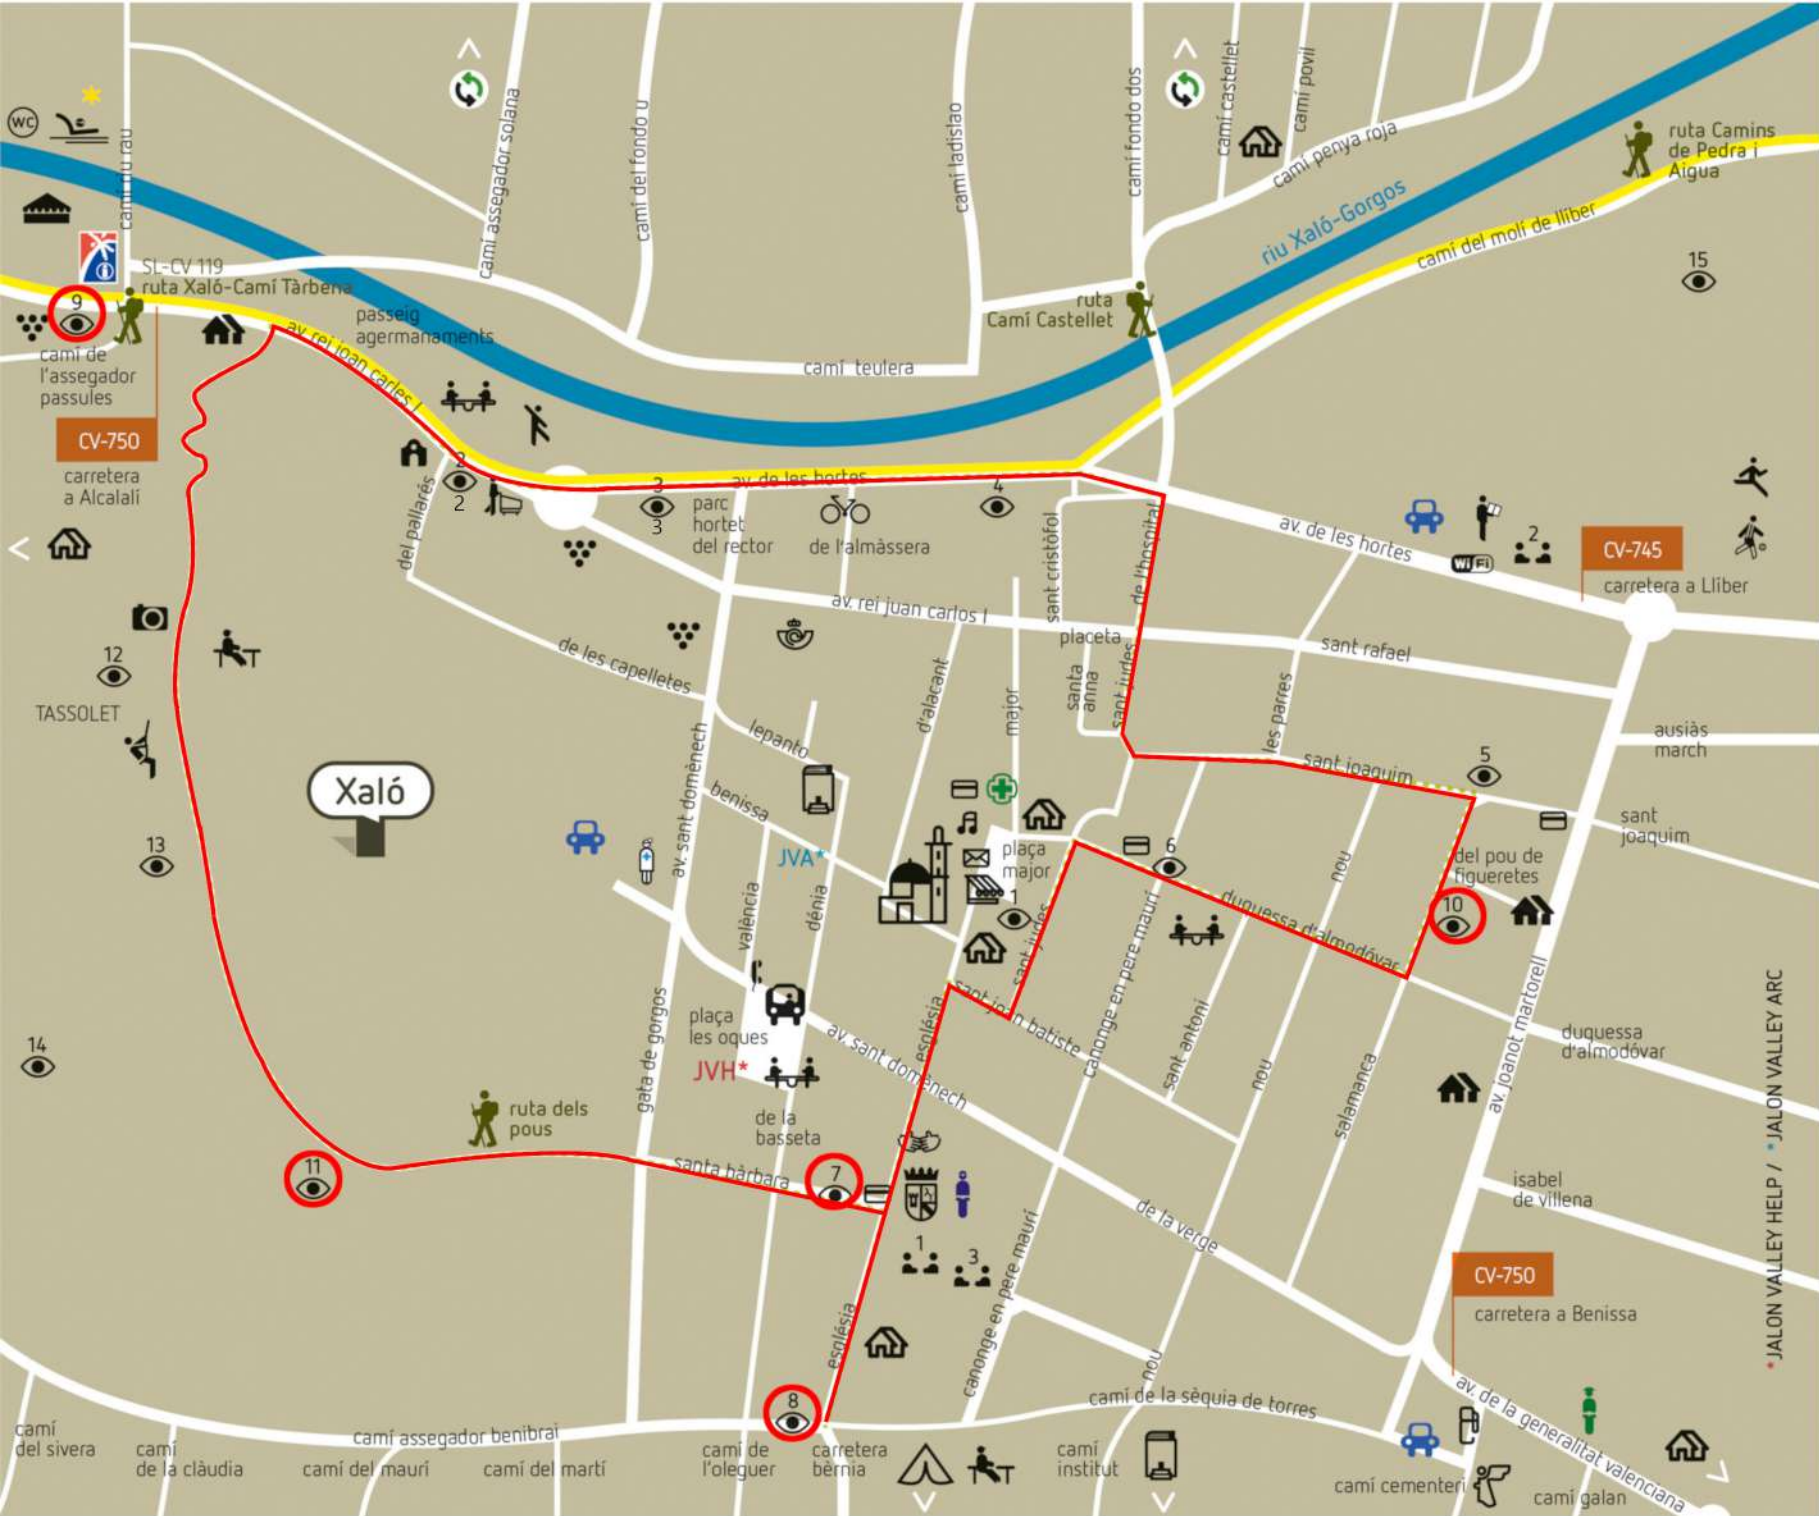 camí assegador solana
camí del fondo u
camí ladislao
camí fondo dos
camí castellet
camí povil
camí penya roja
WC
camí riu rau
ruta Camins
de Pedra i
Aigua
riu Xaló-Gorgos
camí del molí de llíber
15
SL-CV 119
ruta Xaló-Camí Tàrbena
9
passeig
agermanaments
ruta
Camí Castellet
av. rei joan carles I
camí de
l'assegador
passules
camí teulera
CV-750
carretera
a Alcalalí
2
2
del pallarés
3
3
av. de les hortes
parc
hortet
del rector
de l'almàssera
4
sant cristòfol
de l'hospital
av. de les hortes
WiFi
2
CV-745
carretera a Llíber
av. rei juan carles I
placeta
santa
anna
sant judes
sant rafael
12
TASSOLET
de les capelletes
d'alacant
major
les parres
ausiàs
march
Xaló
av. sant domènech
lepanto
benissa
sant joaquim
5
sant
joaquim
13
JVA*
plaça
major
1
6
nou
del pou de
figueretes
10
valència
dénia
sant judes
canonge en pere maurí
duquessa d'almodóvar
14
gata de gorgos
plaça
les oques
JVH*
av. sant domènech
església
sant joan batiste
sant antoni
nou
salamanca
av. joanot martorell
duquessa
d'almodóvar
ruta dels
pous
de la
basseta
11
santa bàrbara
7
1
3
de la verge
isabel
de villena
canonge en pere maurí
CV-750
carretera a Benissa
església
nou
8
camí de la sèquia de torres
av. de la generalitat valenciana
camí
del sivera
camí
de la clàudia
camí assegador benibrai
camí del maurí
camí del martí
camí de
l'oleguer
carretera
bèrnia
camí
institut
camí cementeri
camí galan
*JALON VALLEY HELP / *JALON VALLEY ARC